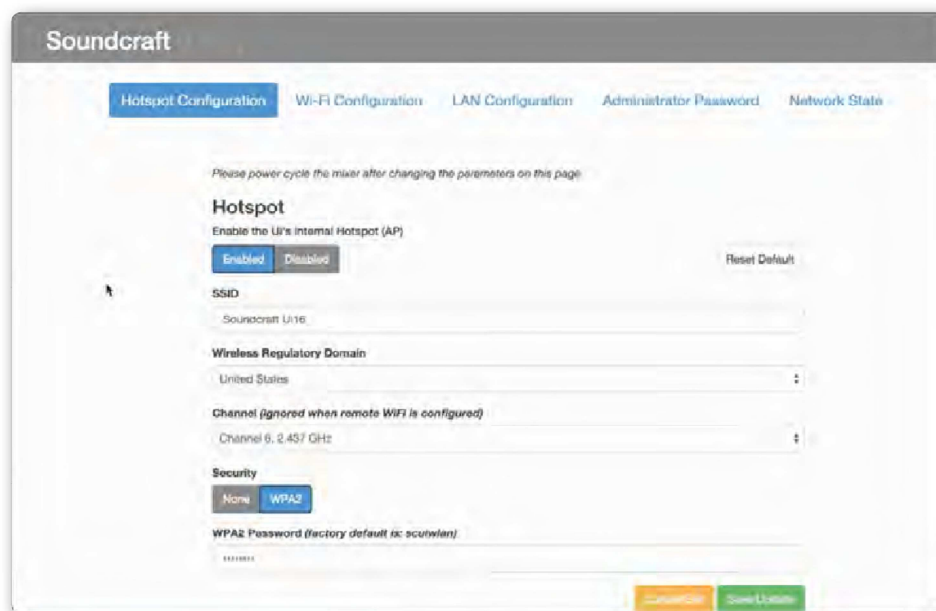 Soundcraft
Hotspot Configuration Wi-Fi Configuration LAN Configuration Administrator Password Network State
Please power cycle the mixer after changing the parameters on this page
Hotspot
Enable the Ui's internal Hotspot (AP)
Enabled Disabled Reset Default
SSID
Soundcraft Ui16
Wireless Regulatory Domain
United States
Channel (ignored when remote WiFi is configured)
Channel 6, 2.437 GHz
Security
None WPA2
WPA2 Password (factory default is: scuiwlan)
********
Save/Update